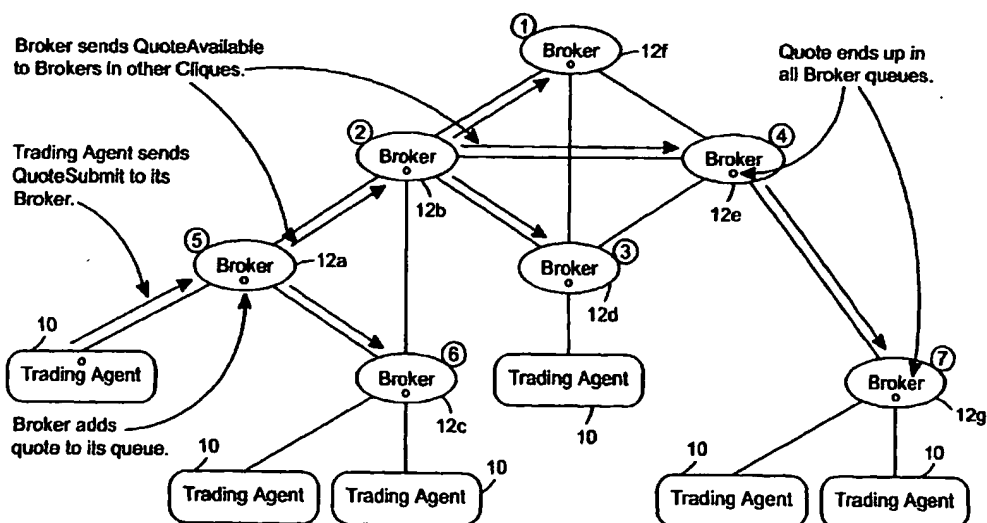 Broker sends QuoteAvailable
to Brokers in other Cliques.
1
Broker
12f
Quote ends up in
all Broker queues.
Trading Agent sends
QuoteSubmit to its
Broker.
2
Broker
12b
4
Broker
12e
5
Broker
12a
3
Broker
12d
10
Trading Agent
6
Broker
12c
Trading Agent
10
7
Broker
12g
Broker adds
quote to its queue.
10
Trading Agent
10
Trading Agent
10
Trading Agent
10
Trading Agent